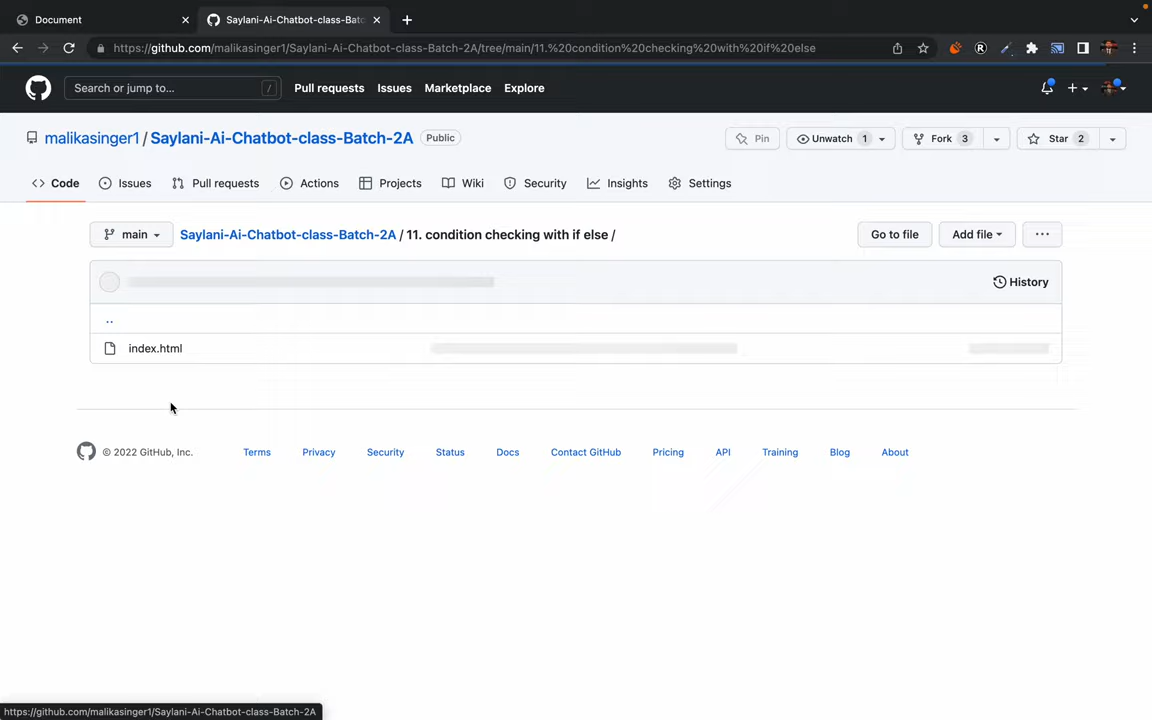 Document
Saylani-Ai-Chatbot-class-Bat
https://github.com/malikasinger1/Saylani-Ai-Chatbot-class-Batch-2A/tree/main/11.%20condition%20checking%20with%20if%20else
Search or jump to... /
Pull requests
Issues
Marketplace
Explore
malikasinger1 / Saylani-Ai-Chatbot-class-Batch-2A Public
Pin
Unwatch 1
Fork 3
Star 2
Code
Issues
Pull requests
Actions
Projects
Wiki
Security
Insights
Settings
main
Saylani-Ai-Chatbot-class-Batch-2A / 11. condition checking with if else /
Go to file
Add file
...
History
..
index.html
© 2022 GitHub, Inc.
Terms
Privacy
Security
Status
Docs
Contact GitHub
Pricing
API
Training
Blog
About
https://github.com/malikasinger1/Saylani-Ai-Chatbot-class-Batch-2A